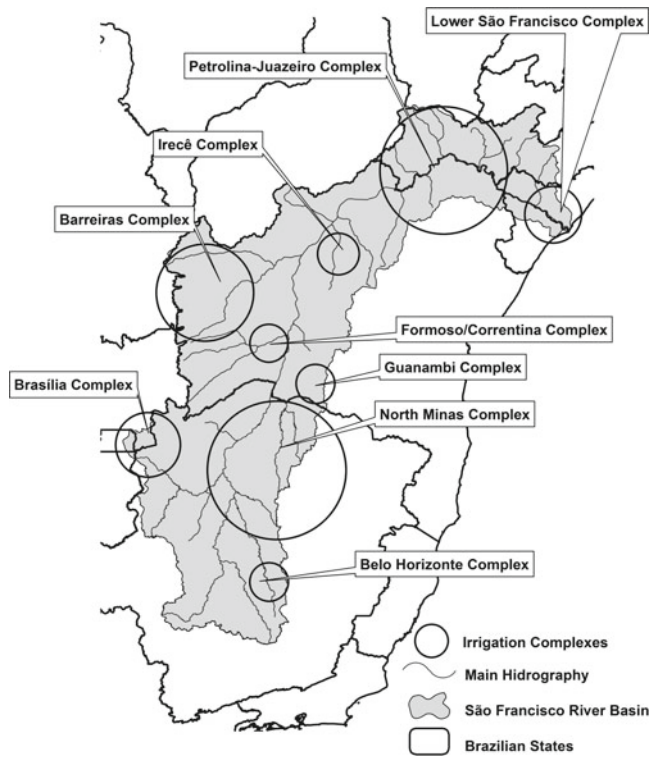 Lower São Francisco Complex
Petrolina-Juazeiro Complex
Irecê Complex
Barreiras Complex
Formoso/Correntina Complex
Guanambi Complex
Brasília Complex
North Minas Complex
Belo Horizonte Complex
Irrigation Complexes
Main Hidrography
São Francisco River Basin
Brazilian States